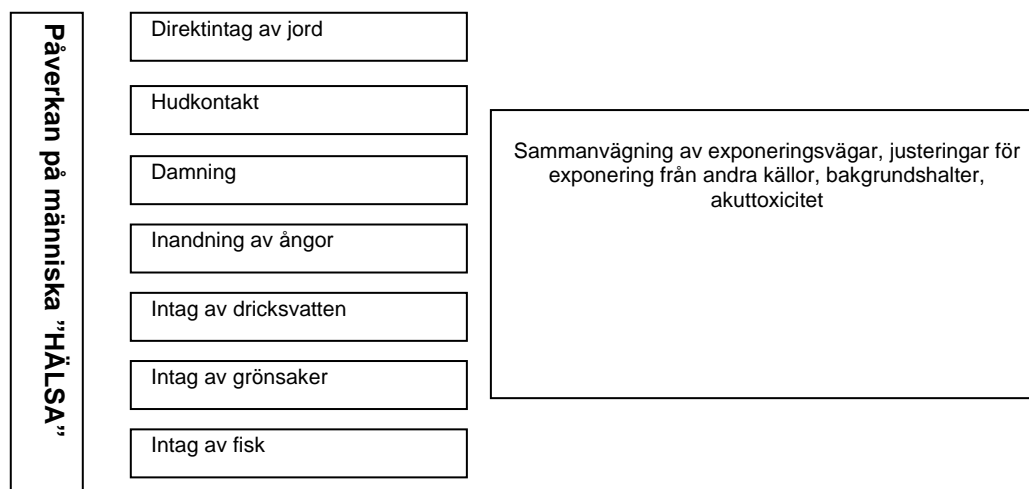 Påverkan på människa ”HÄLSA”
Direktintag av jord
Hudkontakt
Damning
Inandning av ångor
Intag av dricksvatten
Intag av grönsaker
Intag av fisk
Sammanvägning av exponeringsvägar, justeringar för
exponering från andra källor, bakgrundshalter,
akuttoxicitet